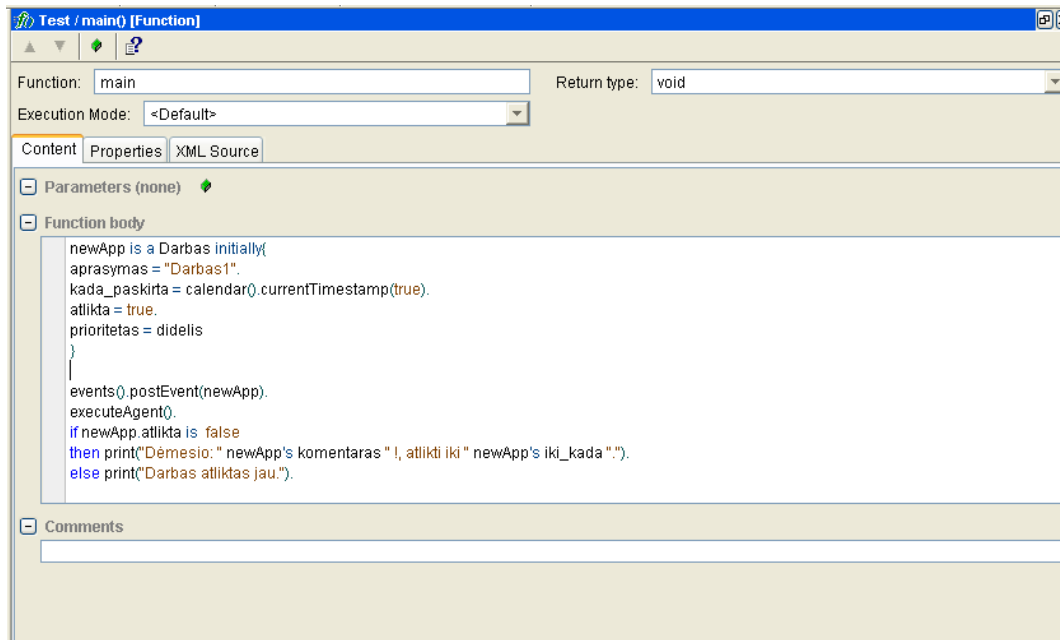 Test / main() [Function]
Function: main Return type: void
Execution Mode: <Default>
Content Properties XML Source
Parameters (none)
Function body
newApp is a Darbas initially{
aprasymas = "Darbas1".
kada_paskirta = calendar().currentTimestamp(true).
atlikta = true.
prioritetas = didelis
}
events().postEvent(newApp).
executeAgent().
if newApp.atlikta is  false
then print("Dėmesio: " newApp's komentaras " !, atlikti iki " newApp's iki_kada ".").
else print("Darbas atliktas jau.").
Comments